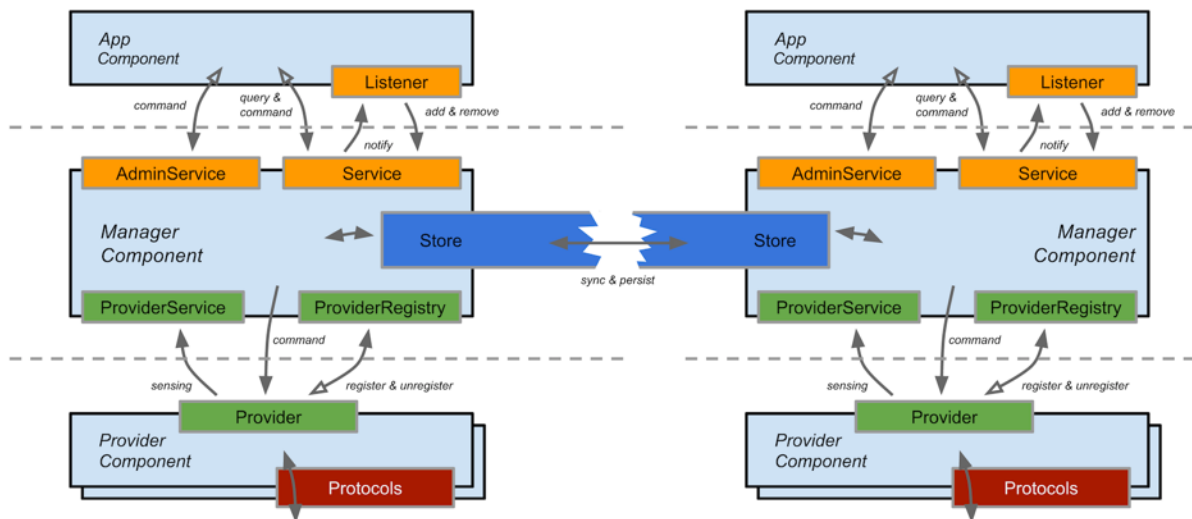 App
Component
Listener
command
query &
command
add & remove
notify
AdminService
Service
Manager
Component
Store
ProviderService
ProviderRegistry
command
sensing
register & unregister
Provider
Provider
Component
Protocols
sync & persist
App
Component
Listener
command
query &
command
add & remove
notify
AdminService
Service
Store
Manager
Component
ProviderService
ProviderRegistry
command
sensing
register & unregister
Provider
Provider
Component
Protocols